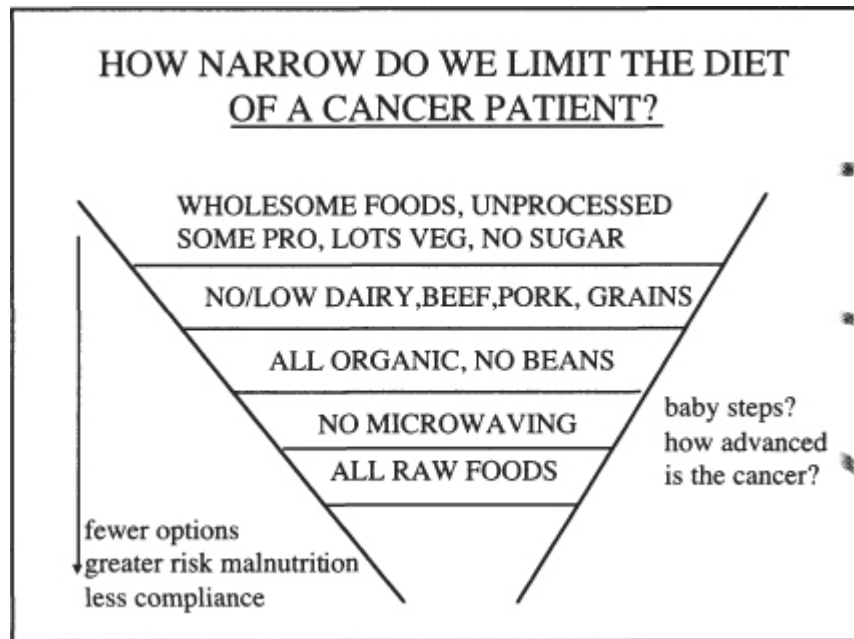 HOW NARROW DO WE LIMIT THE DIET
OF A CANCER PATIENT?
WHOLESOME FOODS, UNPROCESSED
SOME PRO, LOTS VEG, NO SUGAR
NO/LOW DAIRY,BEEF,PORK, GRAINS
ALL ORGANIC, NO BEANS
NO MICROWAVING
ALL RAW FOODS
baby steps?
how advanced
is the cancer?
fewer options
greater risk malnutrition
less compliance